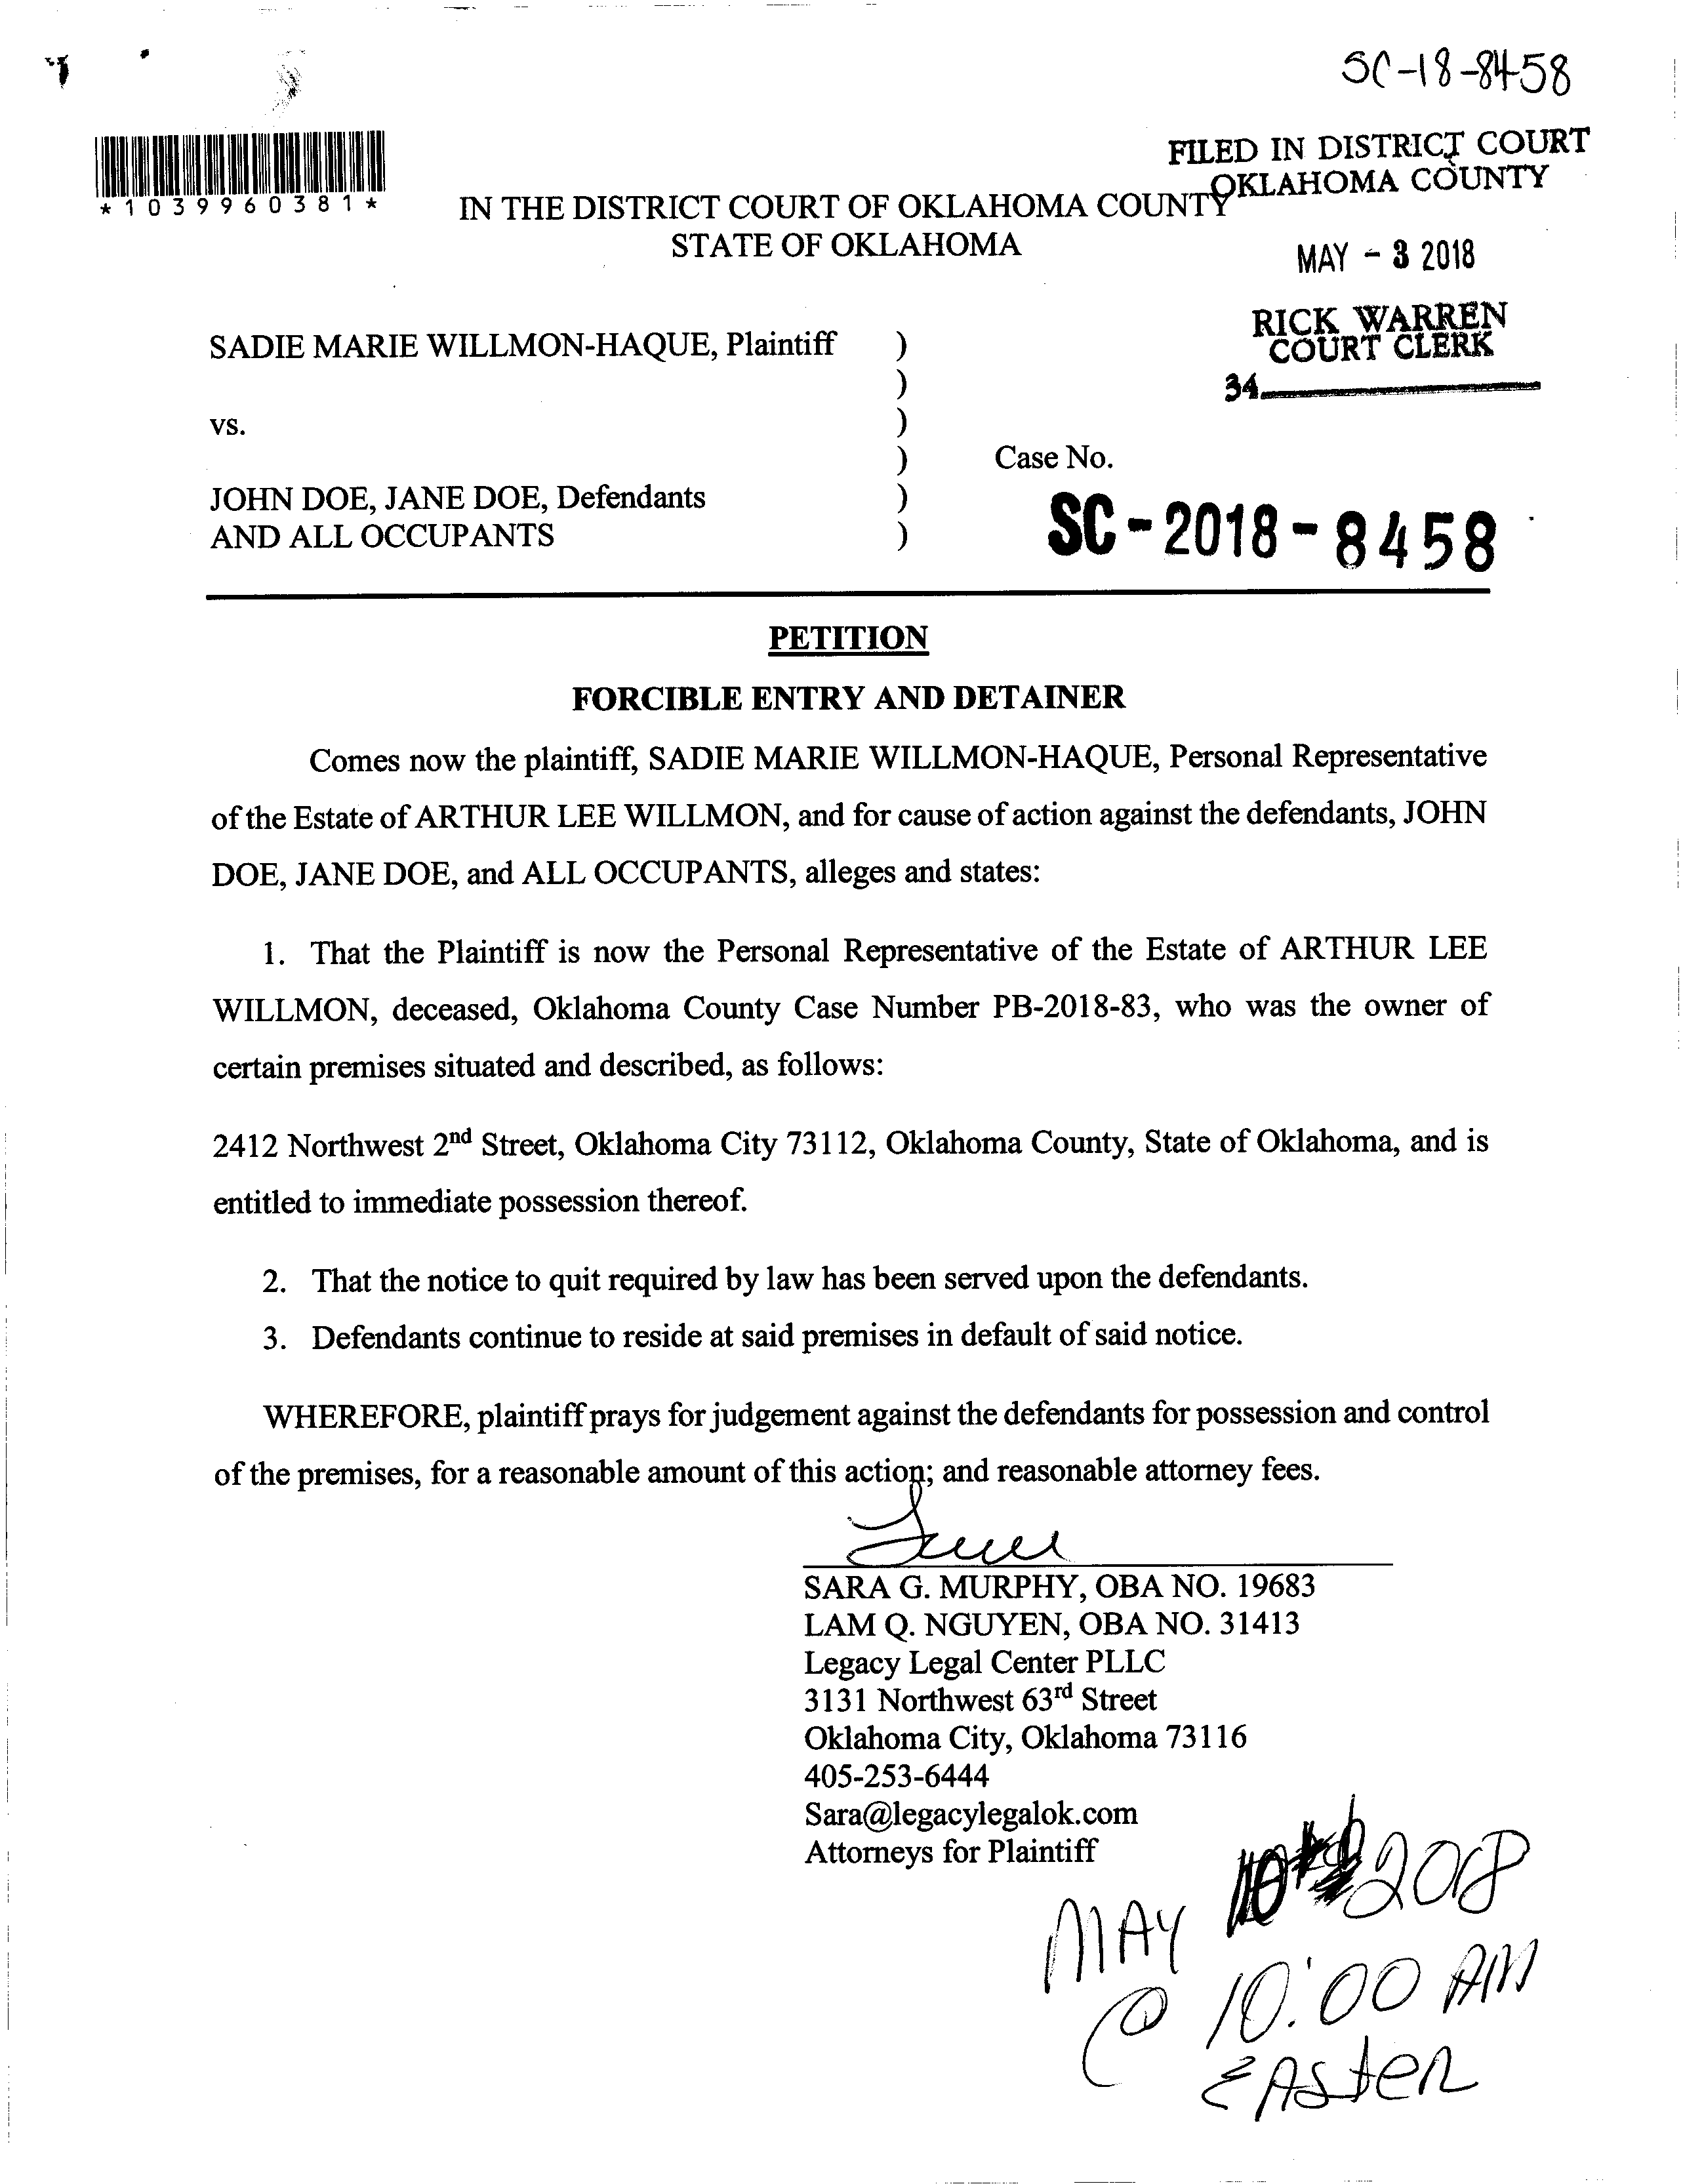 SC-18-8458
*1039960381*
FILED IN DISTRICT COURT
OKLAHOMA COUNTY
IN THE DISTRICT COURT OF OKLAHOMA COUNTY
STATE OF OKLAHOMA
MAY - 3 2018
RICK WARREN
COURT CLERK
34
SADIE MARIE WILLMON-HAQUE, Plaintiff )
)
vs. )
) Case No.
JOHN DOE, JANE DOE, Defendants )
AND ALL OCCUPANTS )
SC-2018-8458
PETITION
FORCIBLE ENTRY AND DETAINER
Comes now the plaintiff, SADIE MARIE WILLMON-HAQUE, Personal Representative
of the Estate of ARTHUR LEE WILLMON, and for cause of action against the defendants, JOHN
DOE, JANE DOE, and ALL OCCUPANTS, alleges and states:
1. That the Plaintiff is now the Personal Representative of the Estate of ARTHUR LEE
WILLMON, deceased, Oklahoma County Case Number PB-2018-83, who was the owner of
certain premises situated and described, as follows:
2412 Northwest 2nd Street, Oklahoma City 73112, Oklahoma County, State of Oklahoma, and is
entitled to immediate possession thereof.
2. That the notice to quit required by law has been served upon the defendants.
3. Defendants continue to reside at said premises in default of said notice.
WHEREFORE, plaintiff prays for judgement against the defendants for possession and control
of the premises, for a reasonable amount of this action; and reasonable attorney fees.
SARA G. MURPHY, OBA NO. 19683
LAM Q. NGUYEN, OBA NO. 31413
Legacy Legal Center PLLC
3131 Northwest 63rd Street
Oklahoma City, Oklahoma 73116
405-253-6444
Sara@legacylegalok.com
Attorneys for Plaintiff
MAY 2018
@ 10:00 AM
EASTER